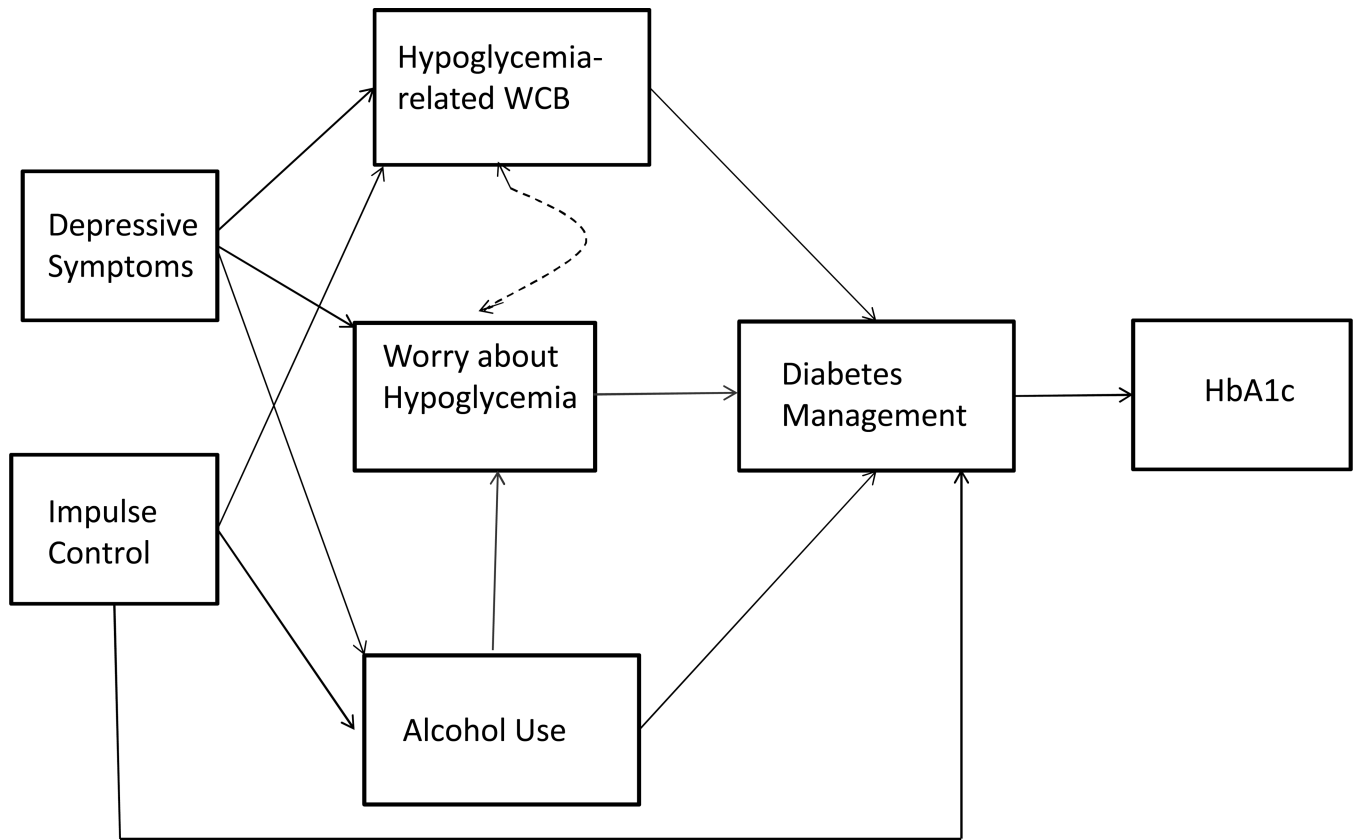 Hypoglycemia-
related WCB
Depressive
Symptoms
Worry about
Hypoglycemia
Diabetes
Management
HbA1c
Impulse
Control
Alcohol Use